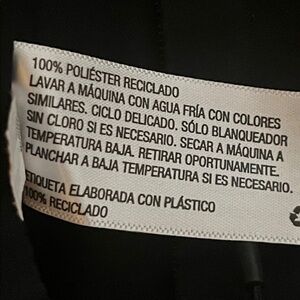 100% POLIÉSTER RECICLADO
LAVAR A MÁQUINA CON AGUA FRÍA CON COLORES
SIMILARES. CICLO DELICADO. SÓLO BLANQUEADOR
SIN CLORO SI ES NECESARIO. SECAR A MÁQUINA A
TEMPERATURA BAJA. RETIRAR OPORTUNAMENTE.
PLANCHAR A BAJA TEMPERATURA SI ES NECESARIO.
ETIQUETA ELABORADA CON PLÁSTICO
100% RECICLADO